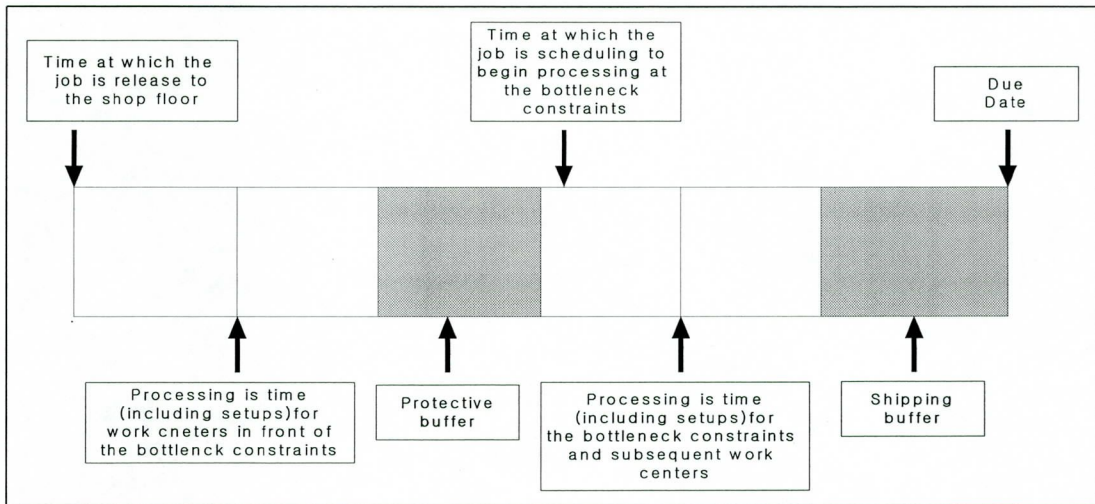 Time at which the
job is release to
the shop floor
Time at which the
job is scheduling to
begin processing at
the bottleneck
constraints
Due
Date
Processing is time
(including setups)for
work cneters in front of
the bottlenck constraints
Protective
buffer
Processing is time
(including setups)for
the bottleneck constraints
and subsequent work
centers
Shipping
buffer